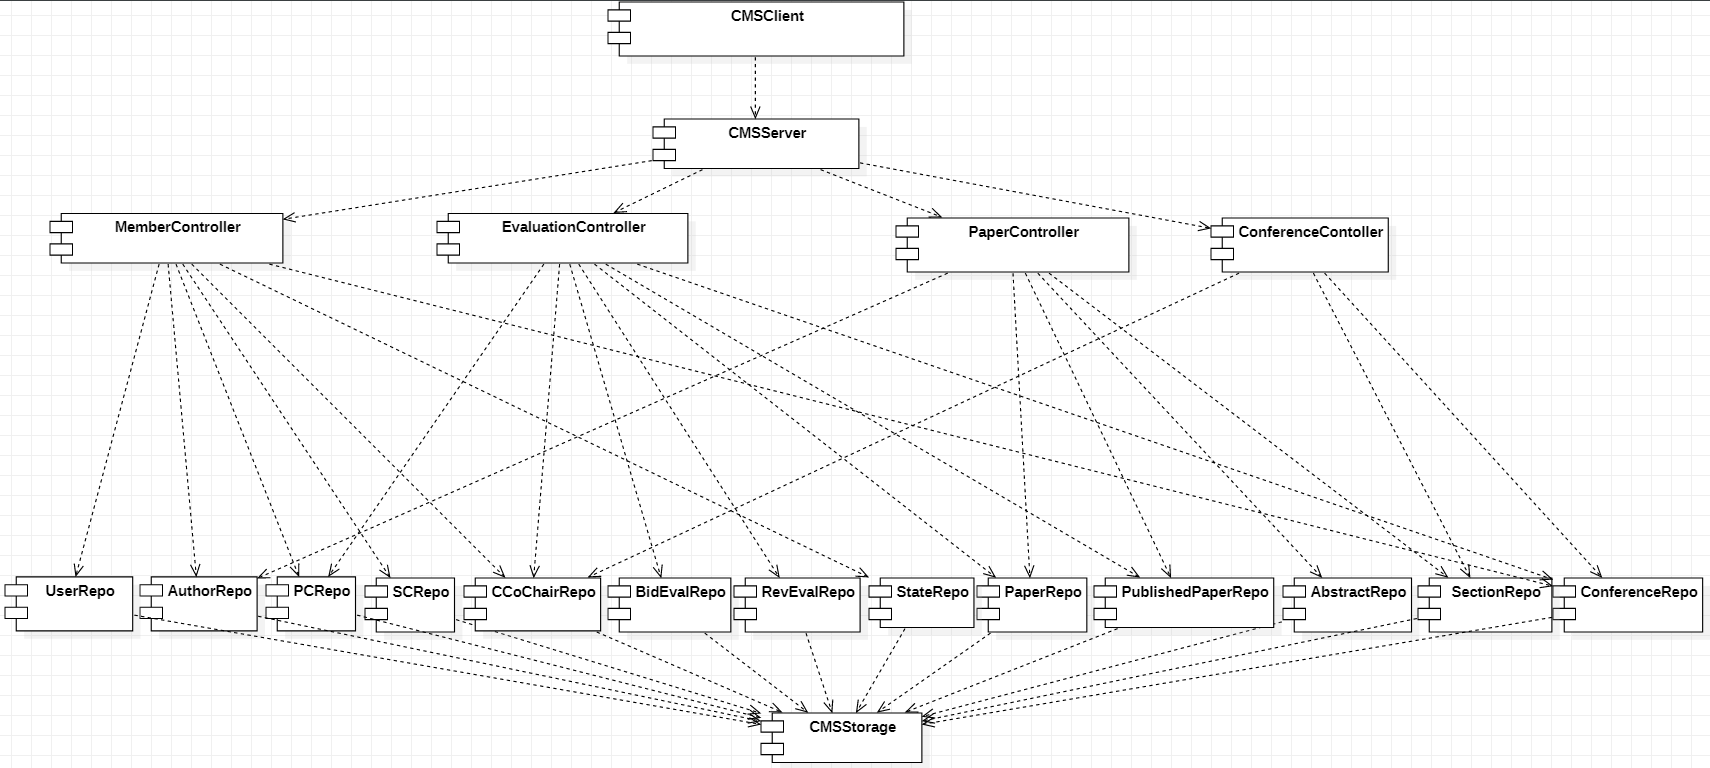 CMSClient
CMSServer
MemberController
EvaluationController
PaperController
ConferenceContoller
UserRepo
AuthorRepo
PCRepo
SCRepo
CCoChairRepo
BidEvalRepo
RevEvalRepo
StateRepo
PaperRepo
PublishedPaperRepo
AbstractRepo
SectionRepo
ConferenceRepo
CMSStorage